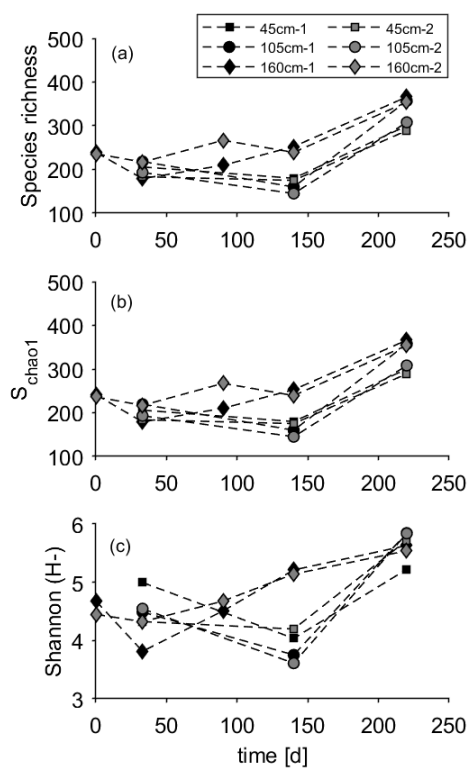 (a)
45cm-1 45cm-2
105cm-1 105cm-2
160cm-1 160cm-2
Species richness
500
400
300
200
100
0 50 100 150 200 250
(b)
Schao1
500
400
300
200
100
0 50 100 150 200 250
(c)
Shannon (H-)
6
5
4
3
0 50 100 150 200 250
time [d]